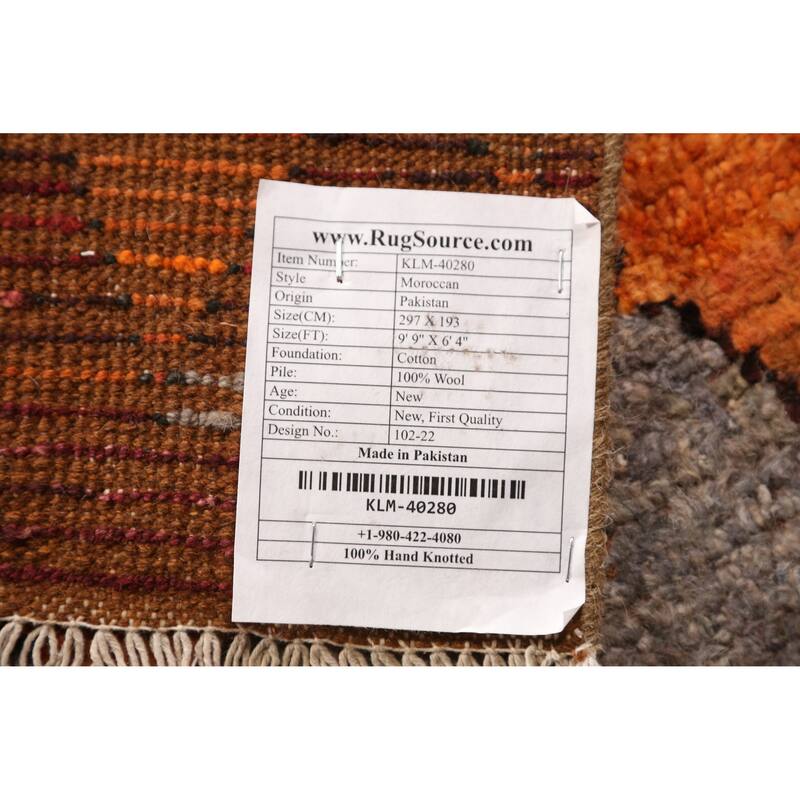 www.RugSource.com
Item Number: KLM-40280
Style Moroccan
Origin Pakistan
Size(CM): 297 X 193
Size(FT): 9' 9" X 6' 4"
Foundation: Cotton
Pile: 100% Wool
Age: New
Condition: New, First Quality
Design No.: 102-22
Made in Pakistan
KLM-40280
+1-980-422-4080
100% Hand Knotted